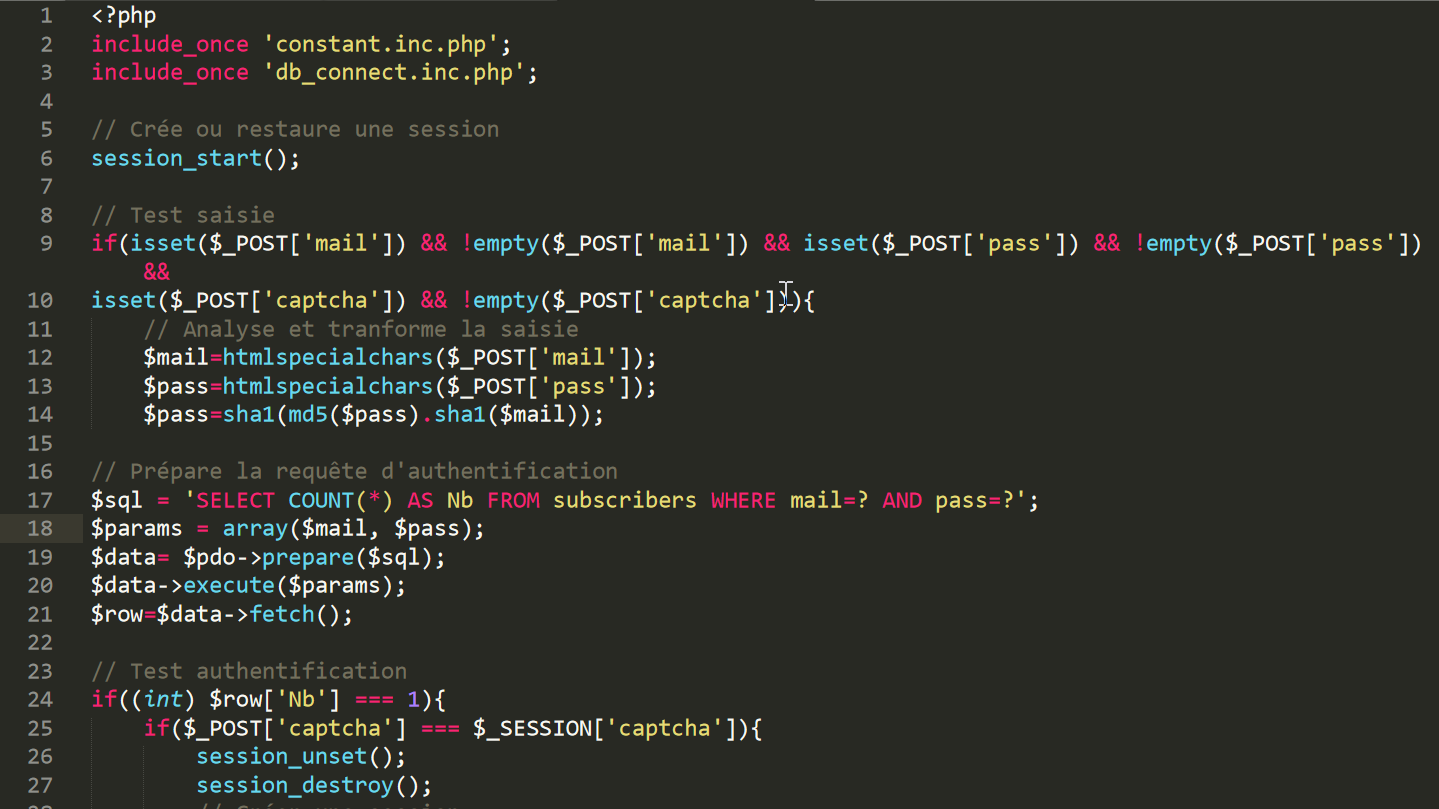 1 <?php
2 include_once 'constant.inc.php';
3 include_once 'db_connect.inc.php';
4
5 // Crée ou restaure une session
6 session_start();
7
8 // Test saisie
9 if(isset($_POST['mail']) && !empty($_POST['mail']) && isset($_POST['pass']) && !empty($_POST['pass'])
&&
10 isset($_POST['captcha']) && !empty($_POST['captcha'])){
11 // Analyse et tranforme la saisie
12 $mail=htmlspecialchars($_POST['mail']);
13 $pass=htmlspecialchars($_POST['pass']);
14 $pass=sha1(md5($pass).sha1($mail));
15
16 // Prépare la requête d'authentification
17 $sql = 'SELECT COUNT(*) AS Nb FROM subscribers WHERE mail=? AND pass=?';
18 $params = array($mail, $pass);
19 $data= $pdo->prepare($sql);
20 $data->execute($params);
21 $row=$data->fetch();
22
23 // Test authentification
24 if((int) $row['Nb'] === 1){
25 if($_POST['captcha'] === $_SESSION['captcha']){
26 session_unset();
27 session_destroy();